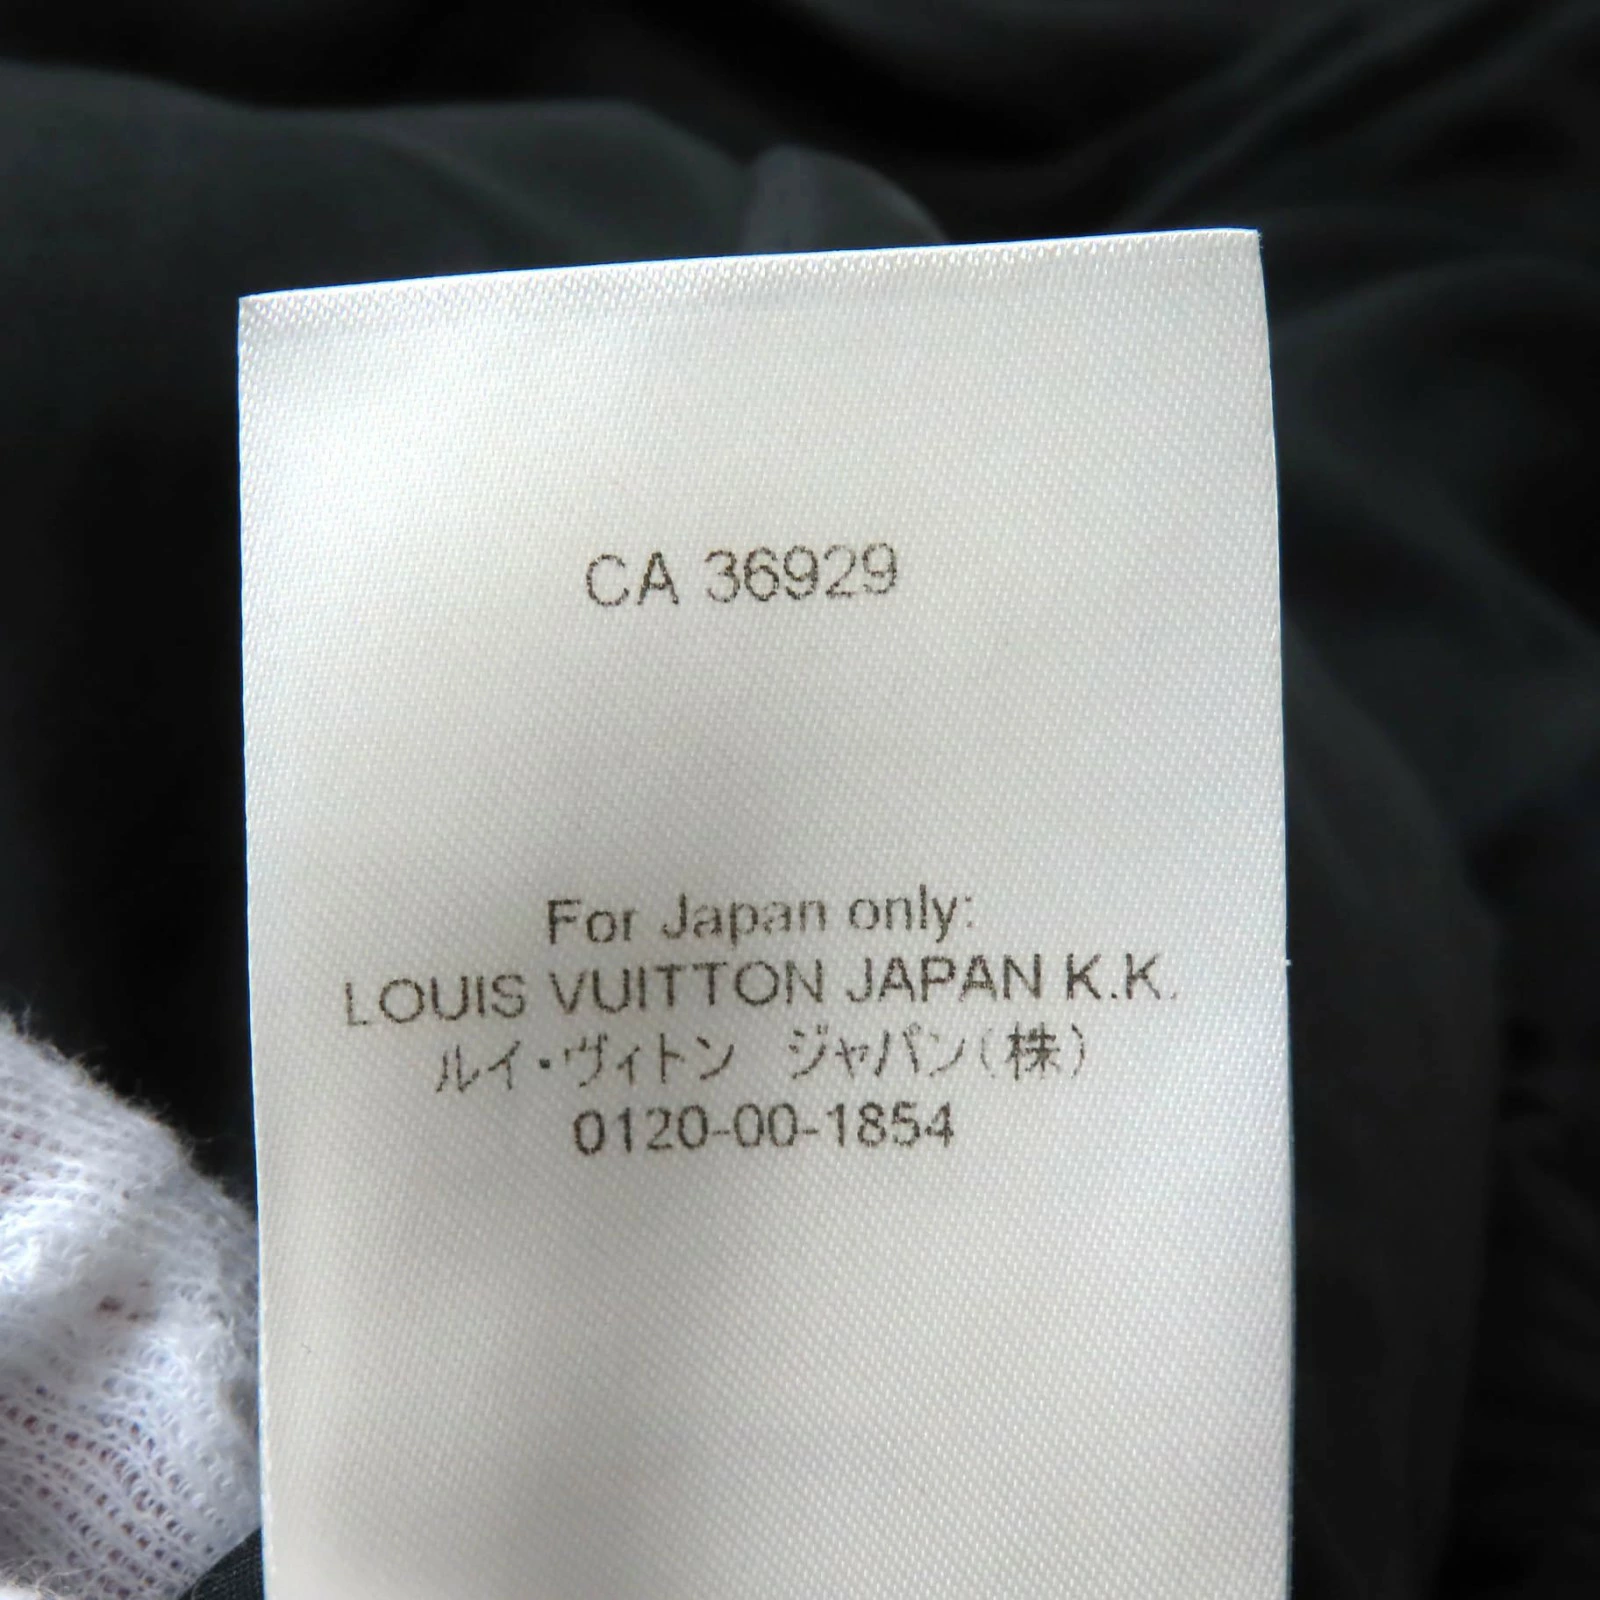 CA 36929
For Japan only:
LOUIS VUITTON JAPAN K.K.
ルイ・ヴィトン　ジャパン(株)
0120-00-1854